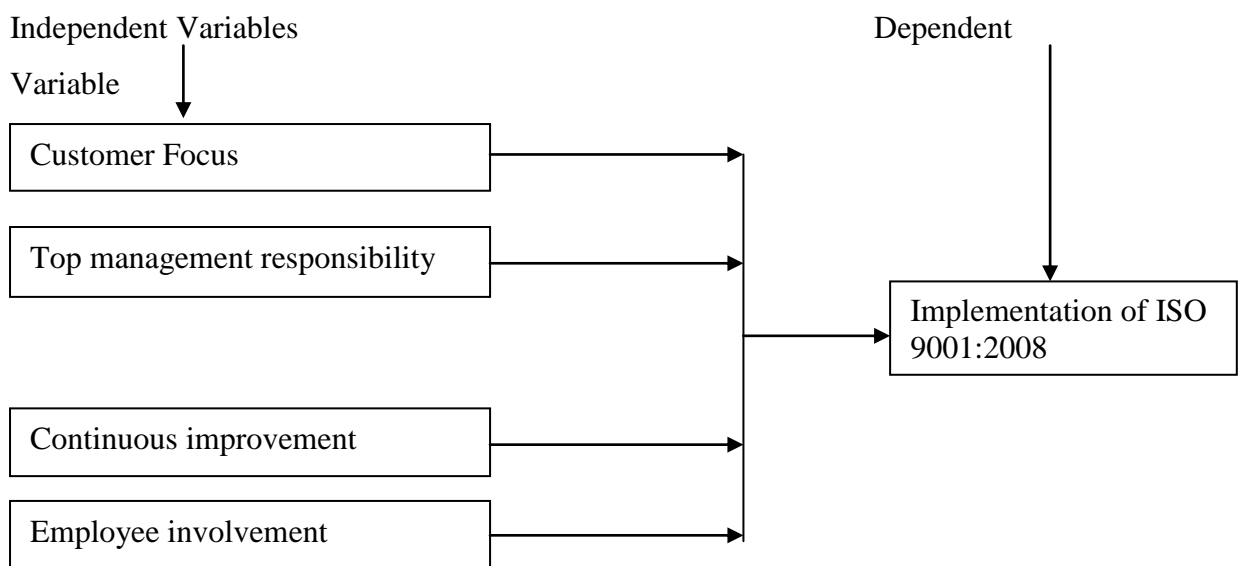 Independent Variables Dependent
Variable
Customer Focus
Top management responsibility
Implementation of ISO
9001:2008
Continuous improvement
Employee involvement